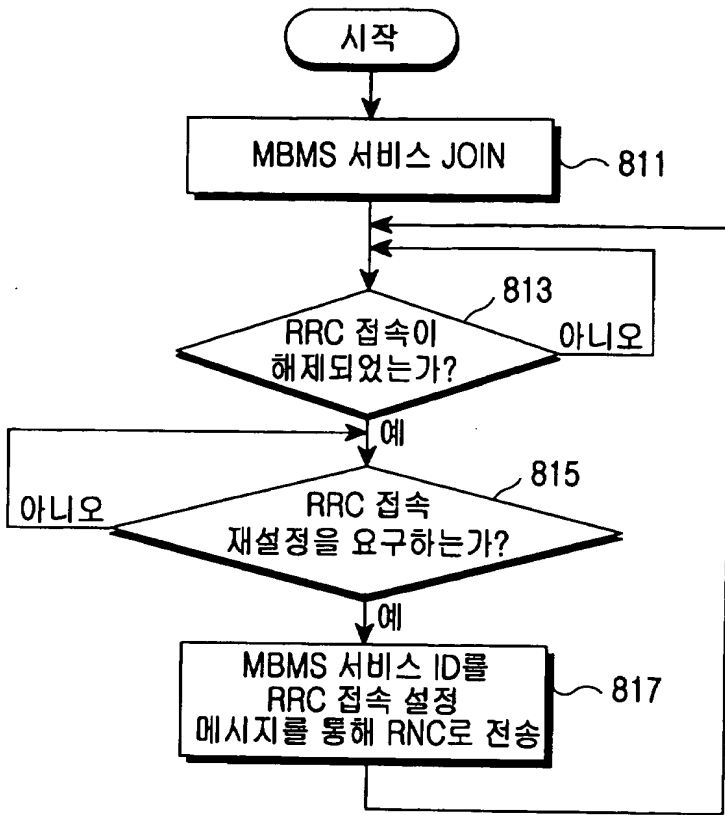 시작
MBMS 서비스 JOIN
811
813
RRC 접속이
해제되었는가?
아니오
예
815
RRC 접속
재설정을 요구하는가?
아니오
예
MBMS 서비스 ID를
RRC 접속 설정
메시지를 통해 RNC로 전송
817